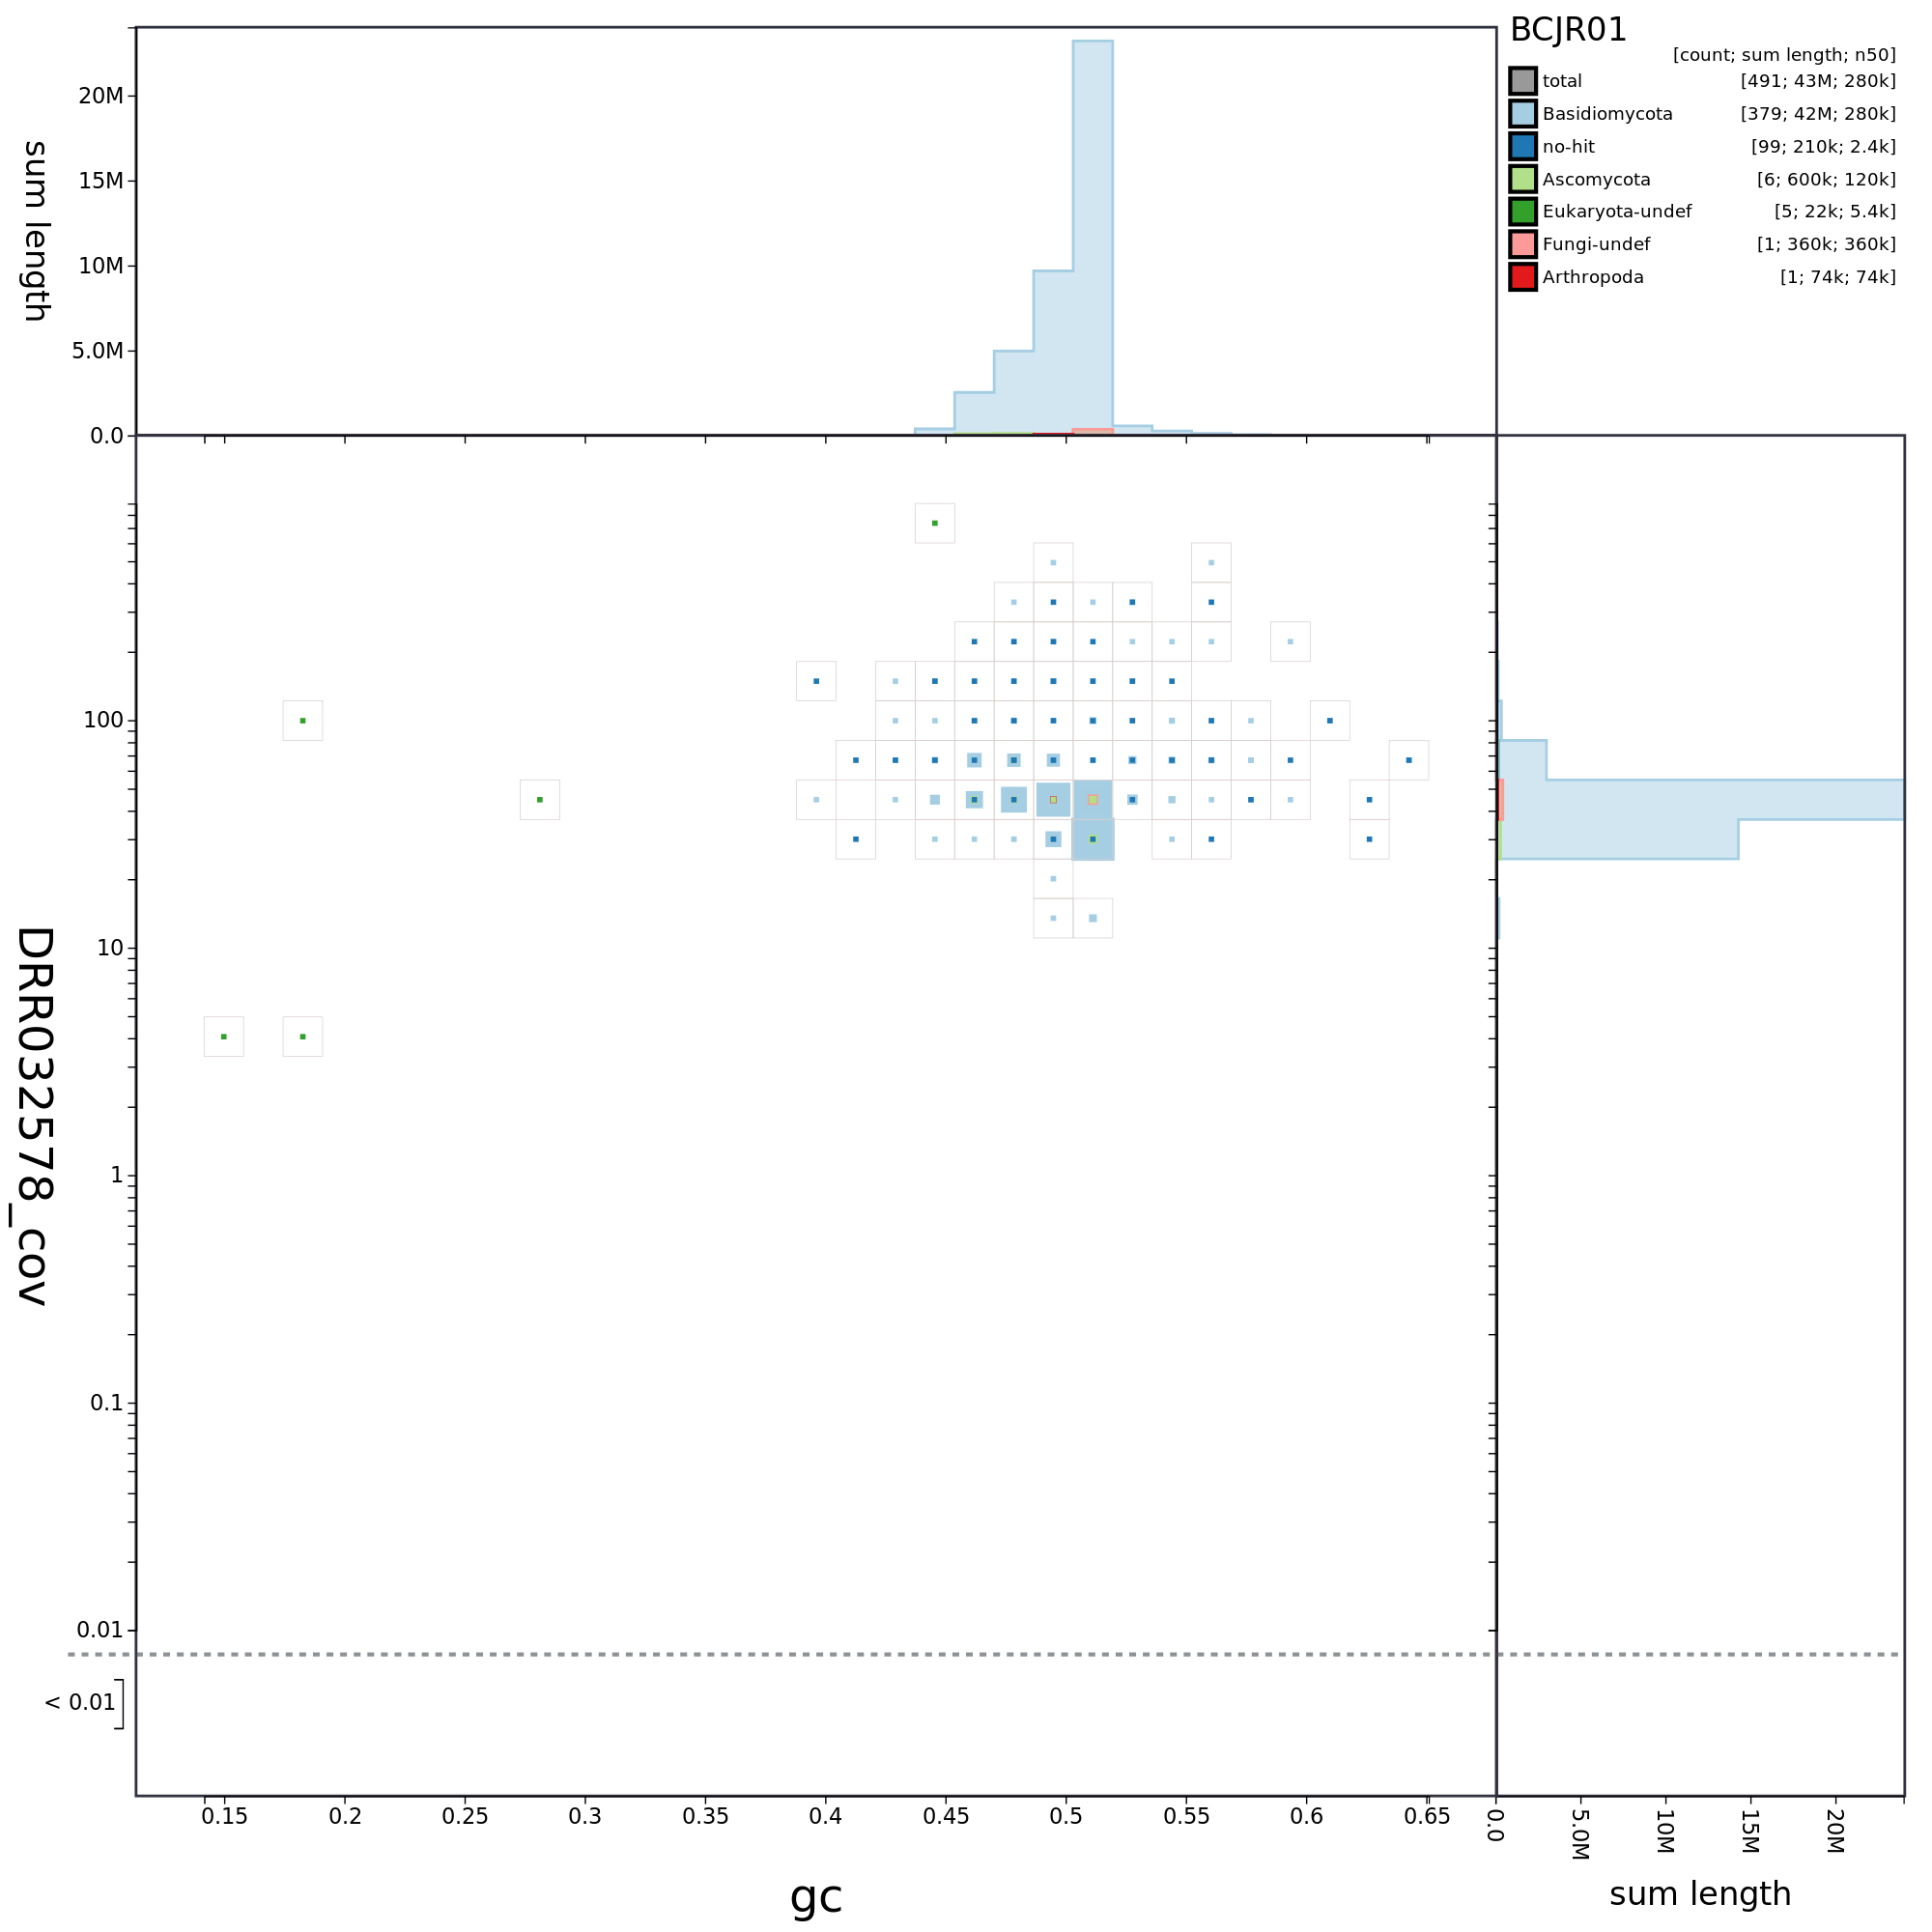 BCJR01
[count; sum length; n50]
total [491; 43M; 280k]
Basidiomycota [379; 42M; 280k]
no-hit [99; 210k; 2.4k]
Ascomycota [6; 600k; 120k]
Eukaryota-undef [5; 22k; 5.4k]
Fungi-undef [1; 360k; 360k]
Arthropoda [1; 74k; 74k]
sum length
20M
15M
10M
5.0M
0.0
DRR032578_cov
100
10
1
0.1
0.01
< 0.01
0.15 0.2 0.25 0.3 0.35 0.4 0.45 0.5 0.55 0.6 0.65
gc
0.0 5.0M 10M 15M 20M
sum length